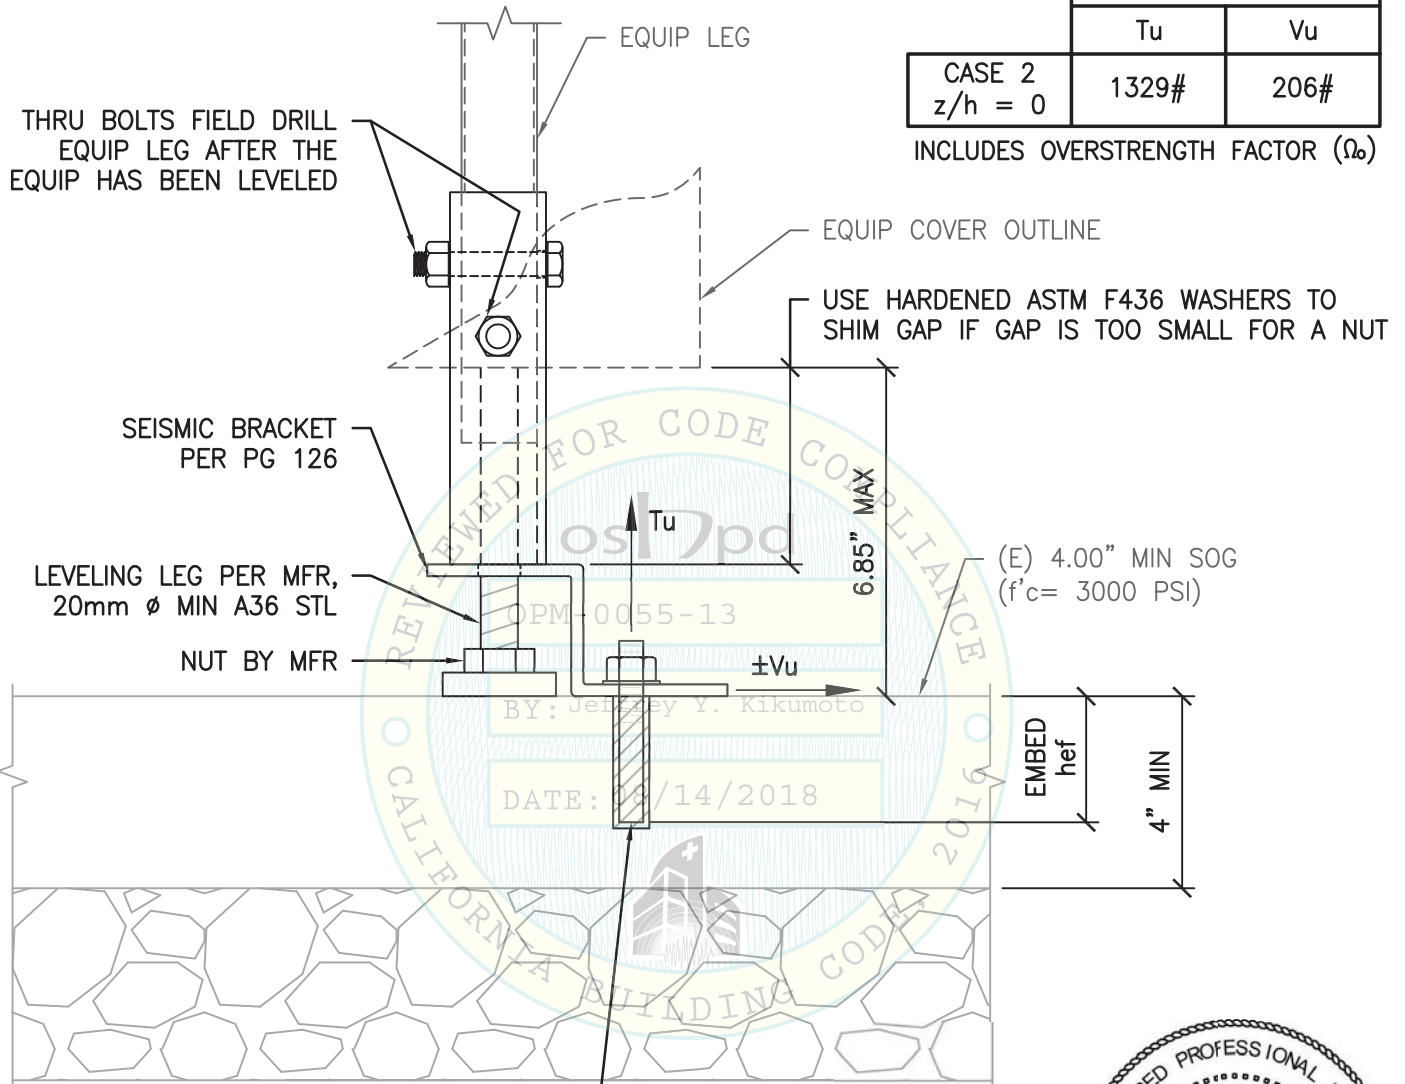 Tu
Vu
CASE 2
z/h = 0
1329#
206#
INCLUDES OVERSTRENGTH FACTOR (Ωo)
EQUIP LEG
THRU BOLTS FIELD DRILL
EQUIP LEG AFTER THE
EQUIP HAS BEEN LEVELED
EQUIP COVER OUTLINE
USE HARDENED ASTM F436 WASHERS TO
SHIM GAP IF GAP IS TOO SMALL FOR A NUT
SEISMIC BRACKET
PER PG 126
6.85” MAX
Tu
(E) 4.00” MIN SOG
(f'c= 3000 PSI)
LEVELING LEG PER MFR,
20mm ø MIN A36 STL
NUT BY MFR
±Vu
EMBED
hef
4” MIN
REVIEWED FOR CODE COMPLIANCE
oshpd
OPM-0055-13
BY: Jeffrey Y. Kikumoto
DATE: 08/14/2018
CALIFORNIA BUILDING CODE 2016
PROFESSIONAL